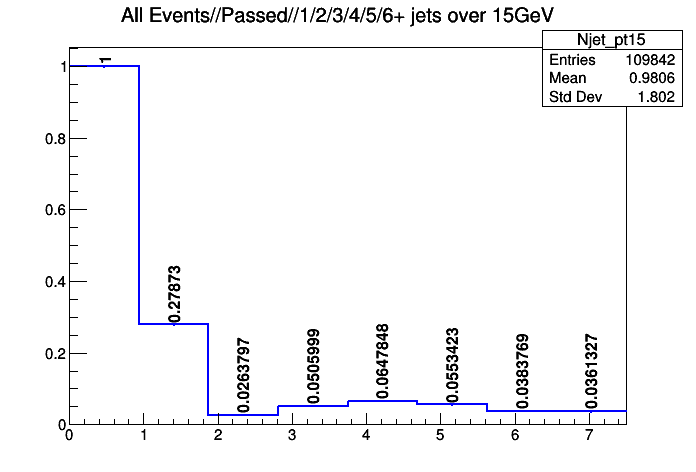 All Events//Passed//1/2/3/4/5/6+ jets over 15GeV
Njet_pt15
Entries 109842
Mean 0.9806
Std Dev 1.802
1
0.8
0.6
0.4
0.2
0
1
0.27873
0.0263797
0.0505999
0.0647848
0.0553423
0.0383769
0.0361327
0 1 2 3 4 5 6 7